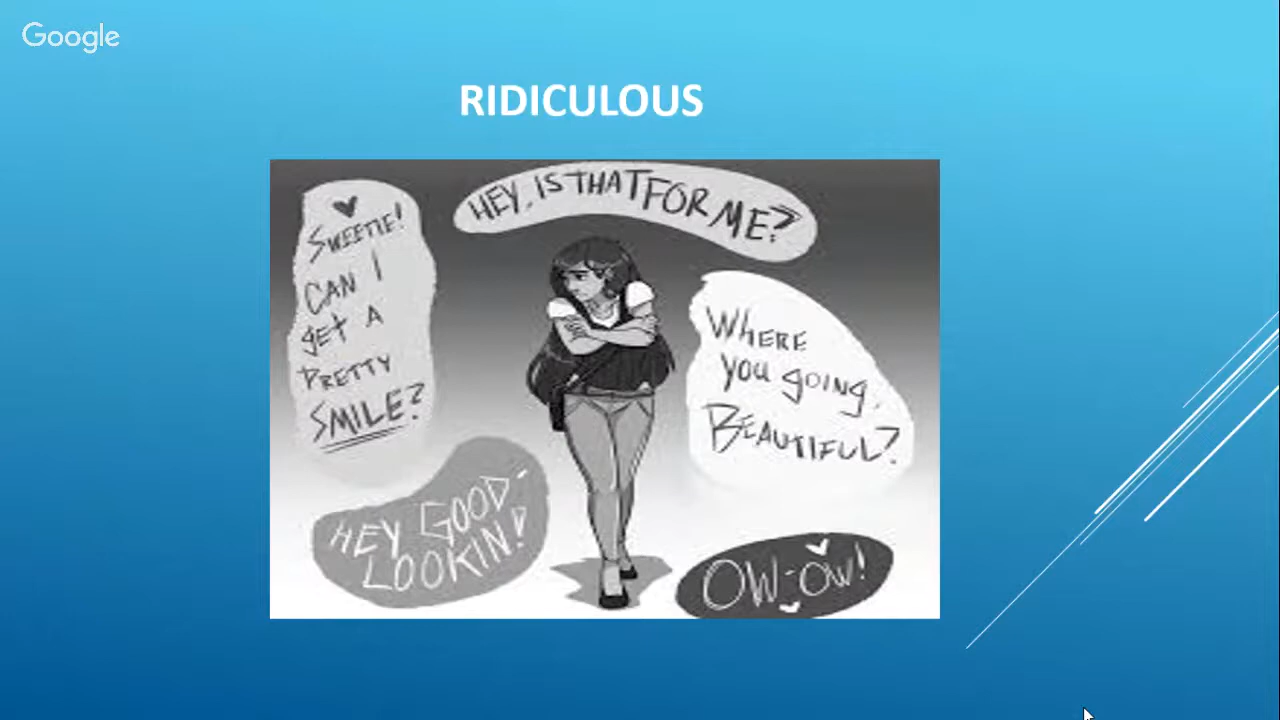 Google
RIDICULOUS
HEY, IS THAT FOR ME?
SWEETIE!
CAN I
GET A
PRETTY
SMILE?
WHERE
YOU GOING,
BEAUTIFUL?
HEY GOOD-
LOOKIN!
OW-OW!